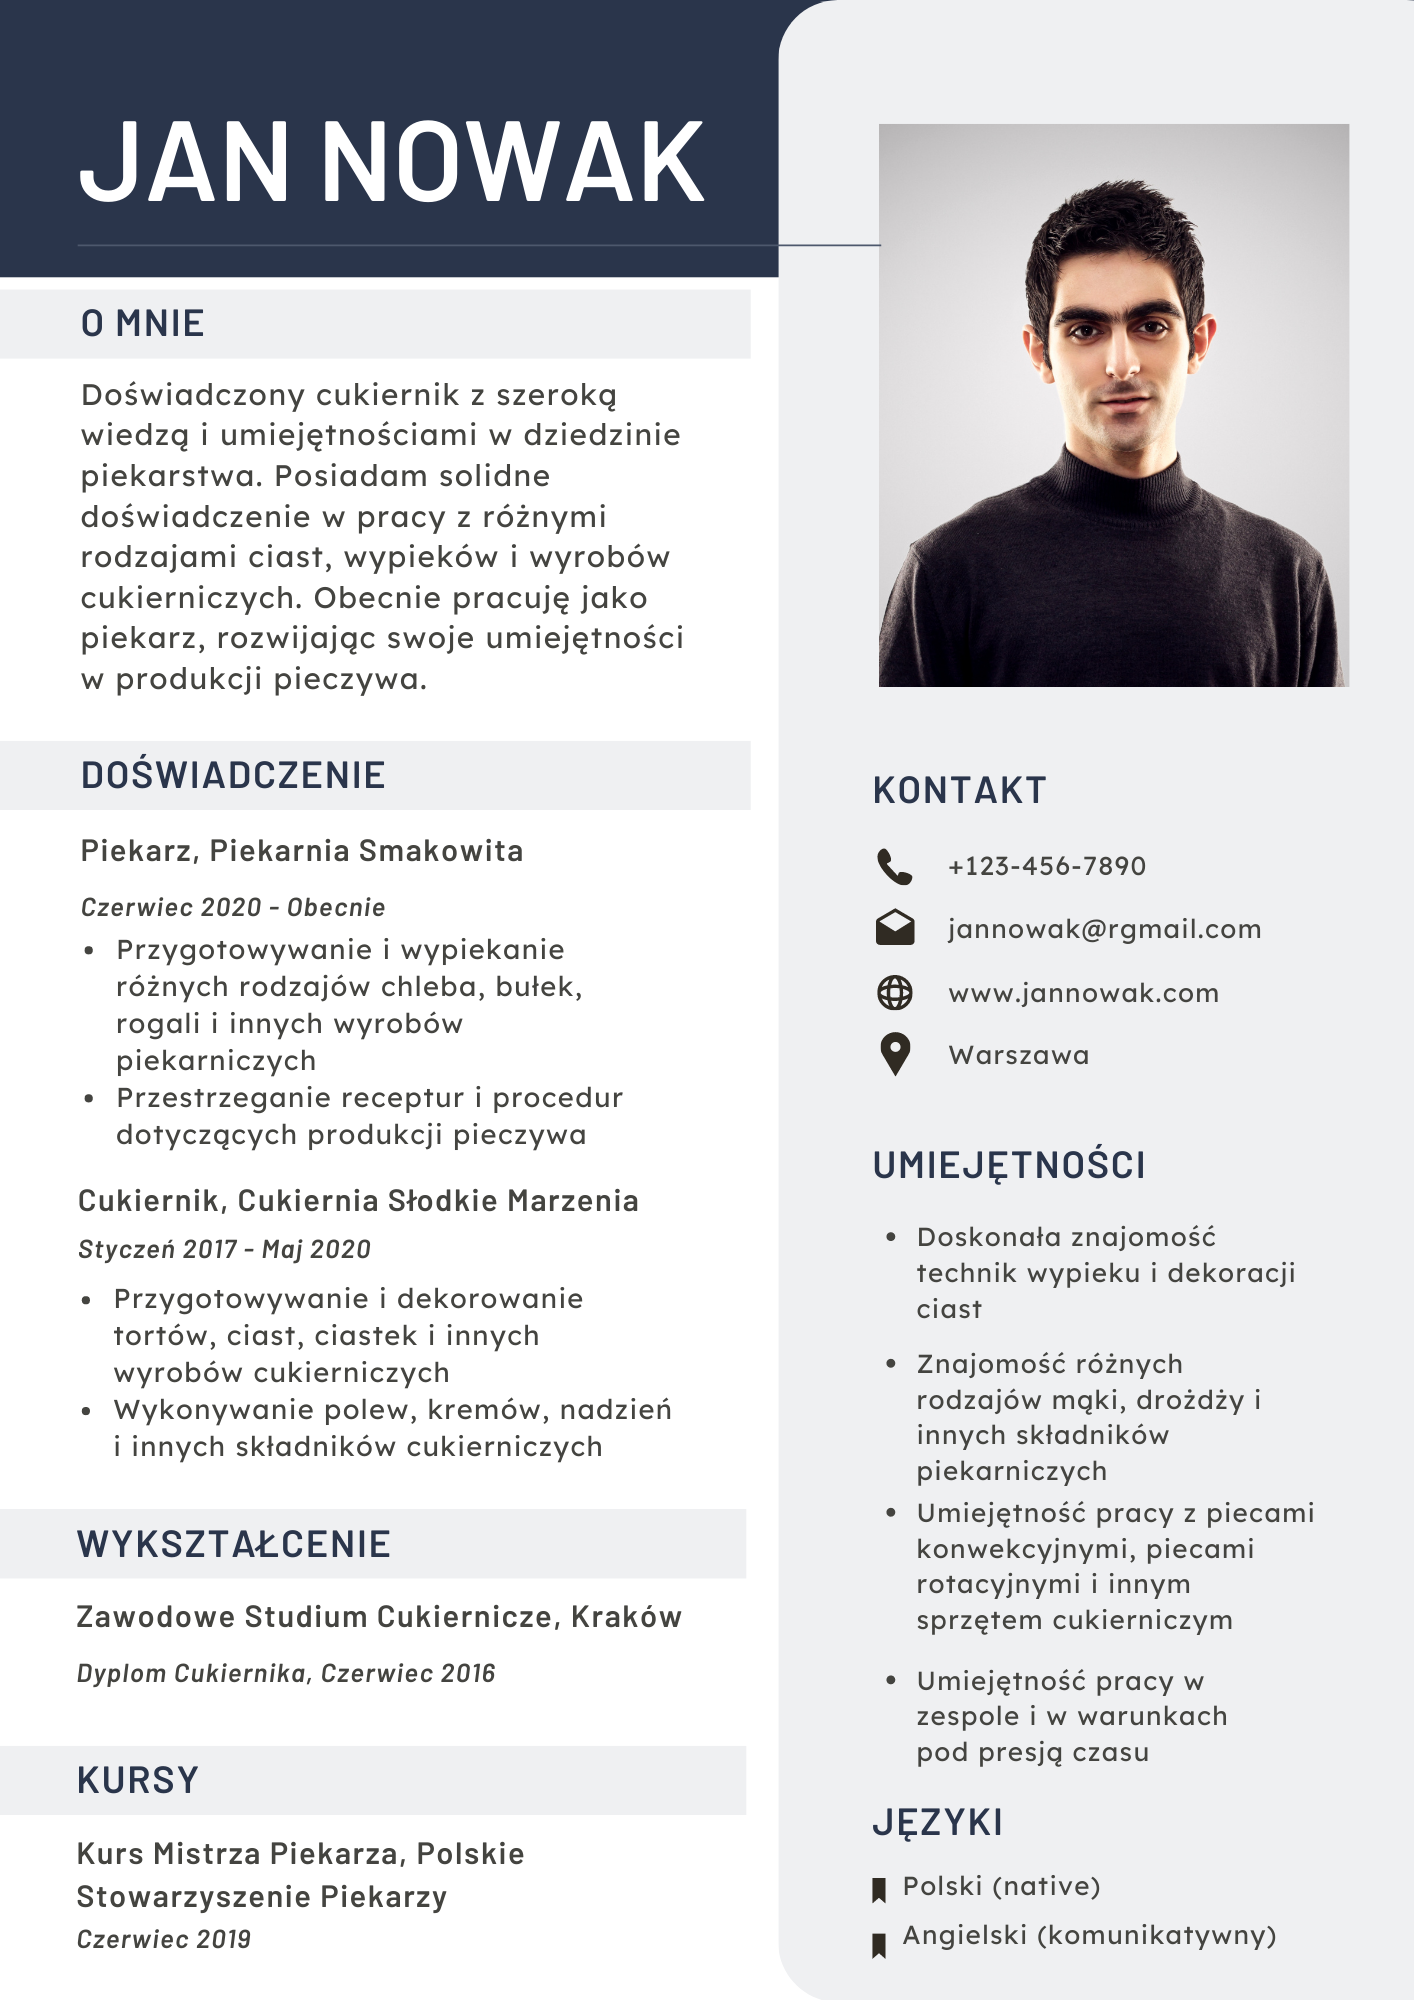 JAN NOWAK
O MNIE
Doświadczony cukiernik z szeroką
wiedzą i umiejętnościami w dziedzinie
piekarstwa. Posiadam solidne
doświadczenie w pracy z różnymi
rodzajami ciast, wypieków i wyrobów
cukierniczych. Obecnie pracuję jako
piekarz, rozwijając swoje umiejętności
w produkcji pieczywa.
DOŚWIADCZENIE
Piekarz, Piekarnia Smakowita
Czerwiec 2020 - Obecnie
• Przygotowywanie i wypiekanie
różnych rodzajów chleba, bułek,
rogali i innych wyrobów
piekarniczych
• Przestrzeganie receptur i procedur
dotyczących produkcji pieczywa
Cukiernik, Cukiernia Słodkie Marzenia
Styczeń 2017 - Maj 2020
• Przygotowywanie i dekorowanie
tortów, ciast, ciastek i innych
wyrobów cukierniczych
• Wykonywanie polew, kremów, nadzień
i innych składników cukierniczych
WYKSZTAŁCENIE
Zawodowe Studium Cukiernicze, Kraków
Dyplom Cukiernika, Czerwiec 2016
KURSY
Kurs Mistrza Piekarza, Polskie
Stowarzyszenie Piekarzy
Czerwiec 2019
KONTAKT
+123-456-7890
jannowak@rgmail.com
www.jannowak.com
Warszawa
UMIEJĘTNOŚCI
• Doskonała znajomość
technik wypieku i dekoracji
ciast
• Znajomość różnych
rodzajów mąki, drożdży i
innych składników
piekarniczych
• Umiejętność pracy z piecami
konwekcyjnymi, piecami
rotacyjnymi i innym
sprzętem cukierniczym
• Umiejętność pracy w
zespole i w warunkach
pod presją czasu
JĘZYKI
Polski (native)
Angielski (komunikatywny)